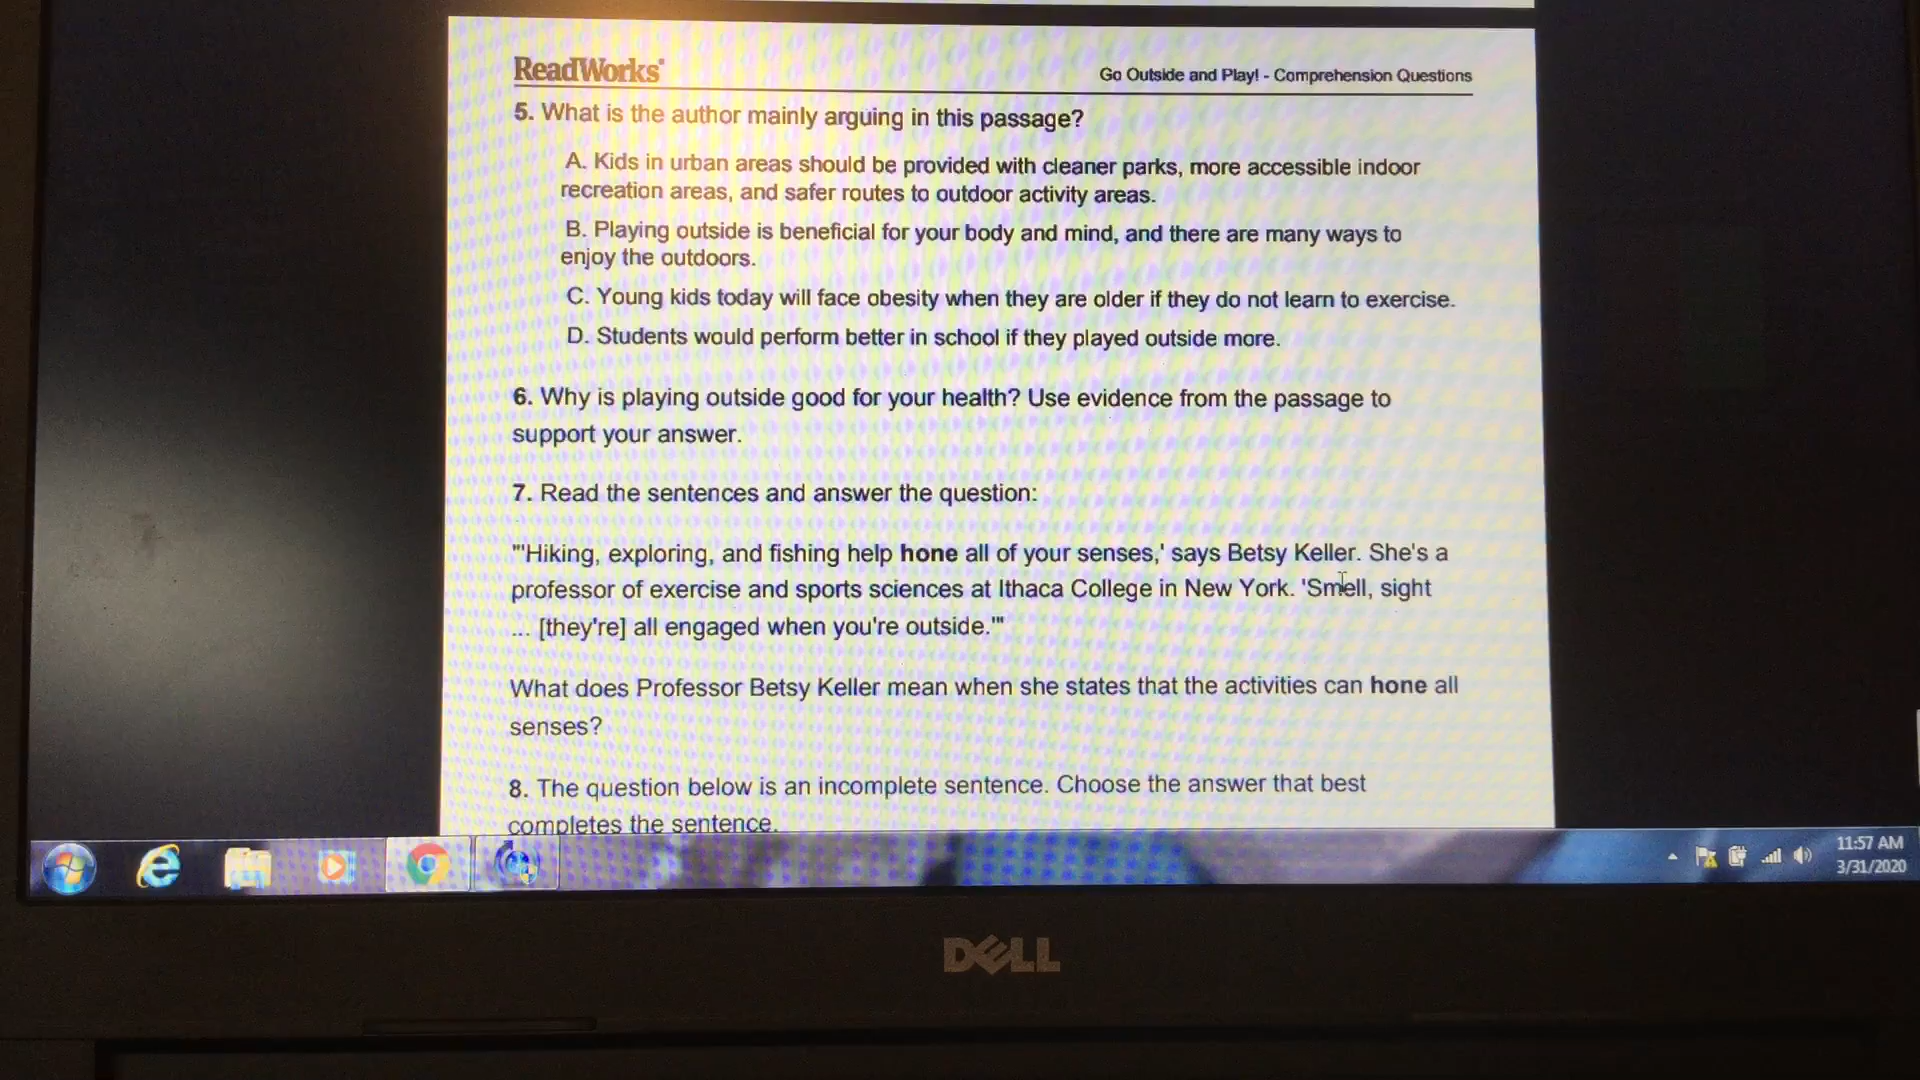 ReadWorks®
Go Outside and Play! - Comprehension Questions
5. What is the author mainly arguing in this passage?
A. Kids in urban areas should be provided with cleaner parks, more accessible indoor
recreation areas, and safer routes to outdoor activity areas.
B. Playing outside is beneficial for your body and mind, and there are many ways to
enjoy the outdoors.
C. Young kids today will face obesity when they are older if they do not learn to exercise.
D. Students would perform better in school if they played outside more.
6. Why is playing outside good for your health? Use evidence from the passage to
support your answer.
7. Read the sentences and answer the question:
"'Hiking, exploring, and fishing help hone all of your senses,' says Betsy Keller. She's a
professor of exercise and sports sciences at Ithaca College in New York. 'Smell, sight
... [they're] all engaged when you're outside.'"
What does Professor Betsy Keller mean when she states that the activities can hone all
senses?
8. The question below is an incomplete sentence. Choose the answer that best
completes the sentence.
11:57 AM
3/31/2020
DELL